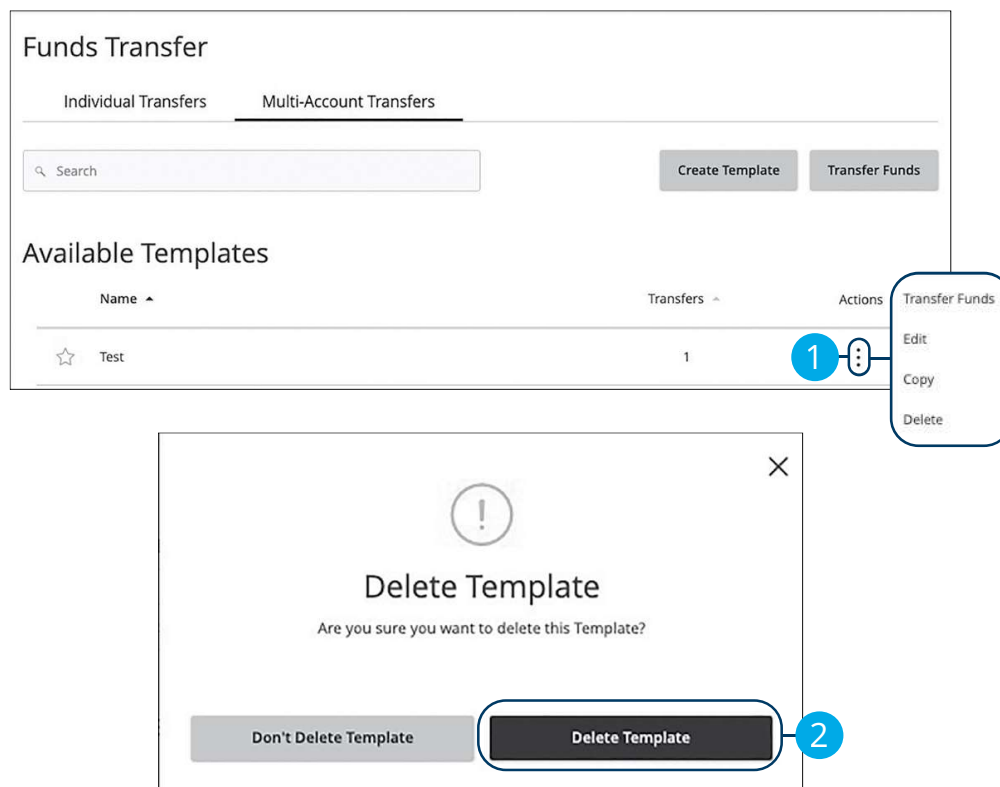 Funds Transfer
Individual Transfers Multi-Account Transfers
Search Create Template Transfer Funds
Available Templates
Name Transfers Actions Transfer Funds
Edit
Test 1 1
Copy
Delete
Delete Template
Are you sure you want to delete this Template?
Don't Delete Template Delete Template 2